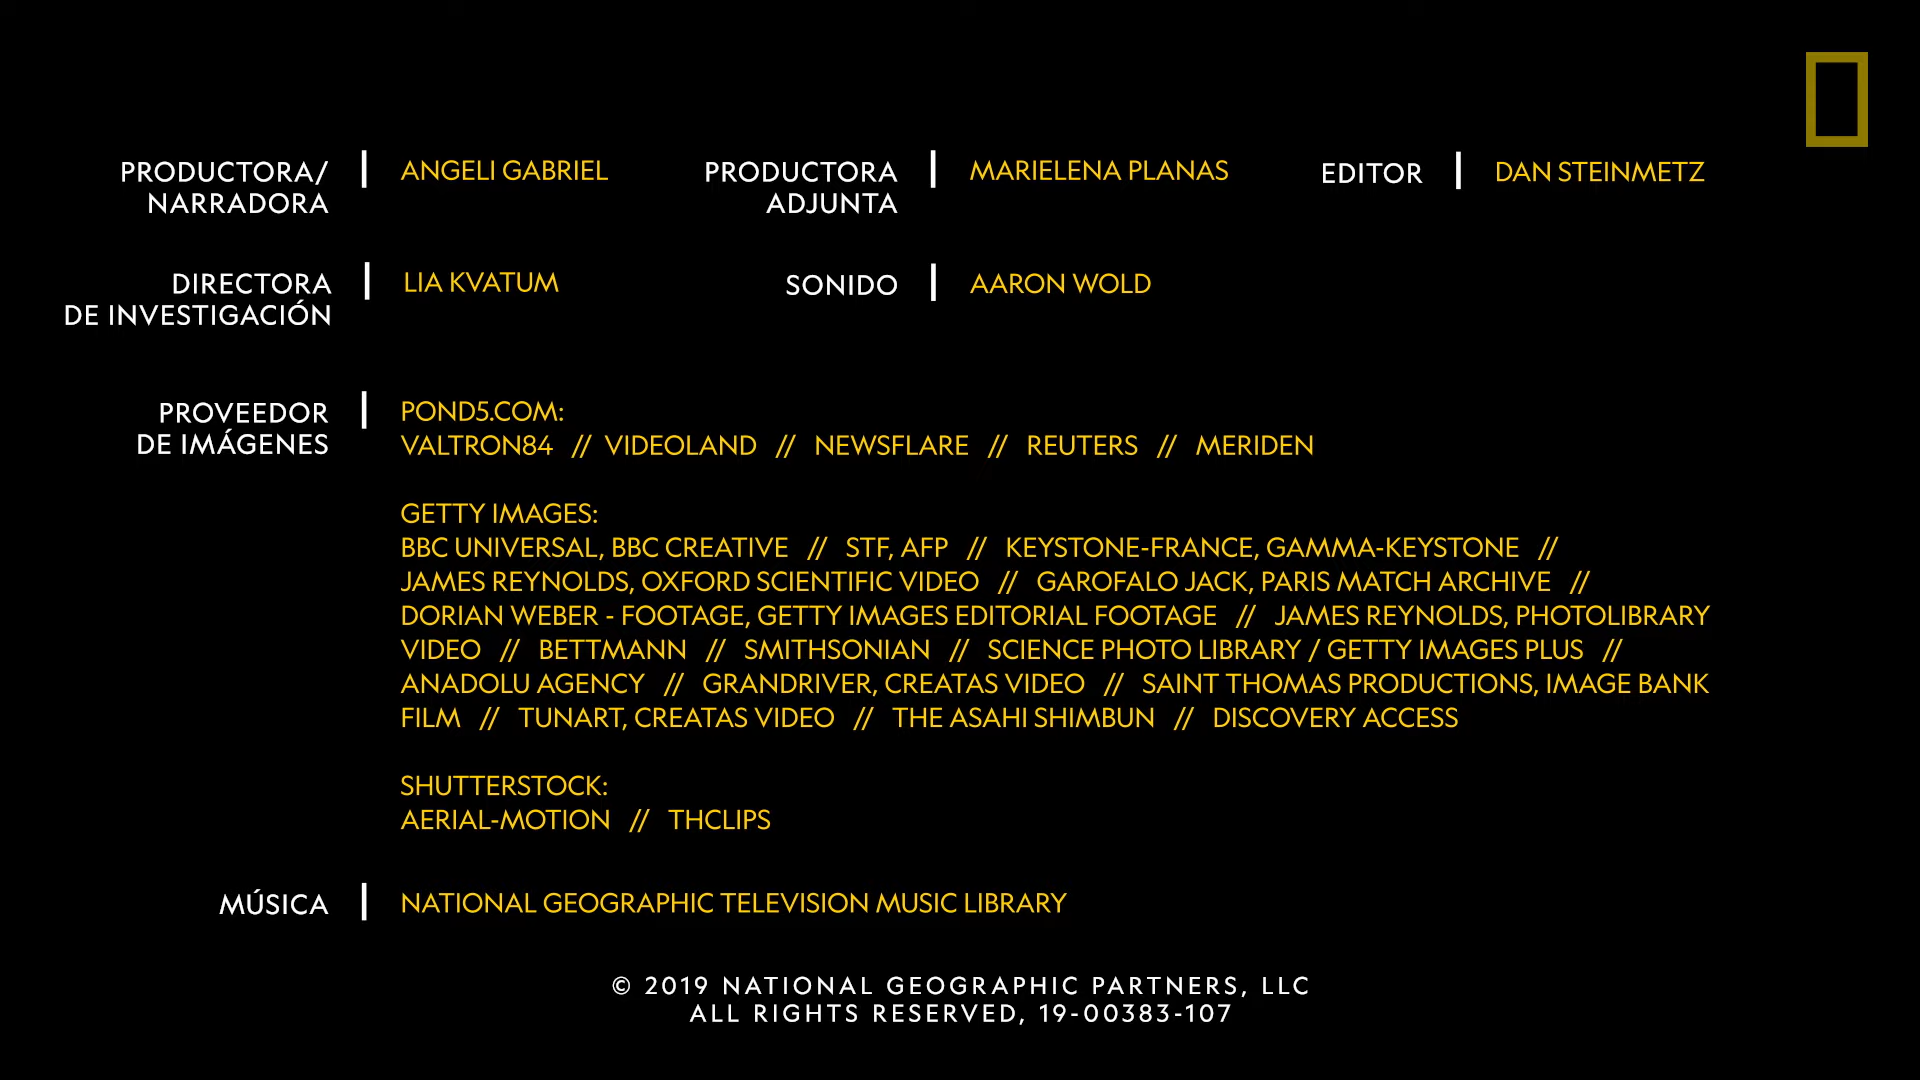 PRODUCTORA/ | ANGELI GABRIEL
NARRADORA
PRODUCTORA | MARIELENA PLANAS
ADJUNTA
EDITOR | DAN STEINMETZ
DIRECTORA | LIA KVATUM
DE INVESTIGACIÓN
SONIDO | AARON WOLD
PROVEEDOR | POND5.COM:
DE IMÁGENES
VALTRON84 // VIDEOLAND // NEWSFLARE // REUTERS // MERIDEN
GETTY IMAGES:
BBC UNIVERSAL, BBC CREATIVE // STF, AFP // KEYSTONE-FRANCE, GAMMA-KEYSTONE //
JAMES REYNOLDS, OXFORD SCIENTIFIC VIDEO // GAROFALO JACK, PARIS MATCH ARCHIVE //
DORIAN WEBER - FOOTAGE, GETTY IMAGES EDITORIAL FOOTAGE // JAMES REYNOLDS, PHOTOLIBRARY
VIDEO // BETTMANN // SMITHSONIAN // SCIENCE PHOTO LIBRARY / GETTY IMAGES PLUS //
ANADOLU AGENCY // GRANDRIVER, CREATAS VIDEO // SAINT THOMAS PRODUCTIONS, IMAGE BANK
FILM // TUNART, CREATAS VIDEO // THE ASAHI SHIMBUN // DISCOVERY ACCESS
SHUTTERSTOCK:
AERIAL-MOTION // THCLIPS
MÚSICA | NATIONAL GEOGRAPHIC TELEVISION MUSIC LIBRARY
© 2019 NATIONAL GEOGRAPHIC PARTNERS, LLC
ALL RIGHTS RESERVED, 19-00383-107